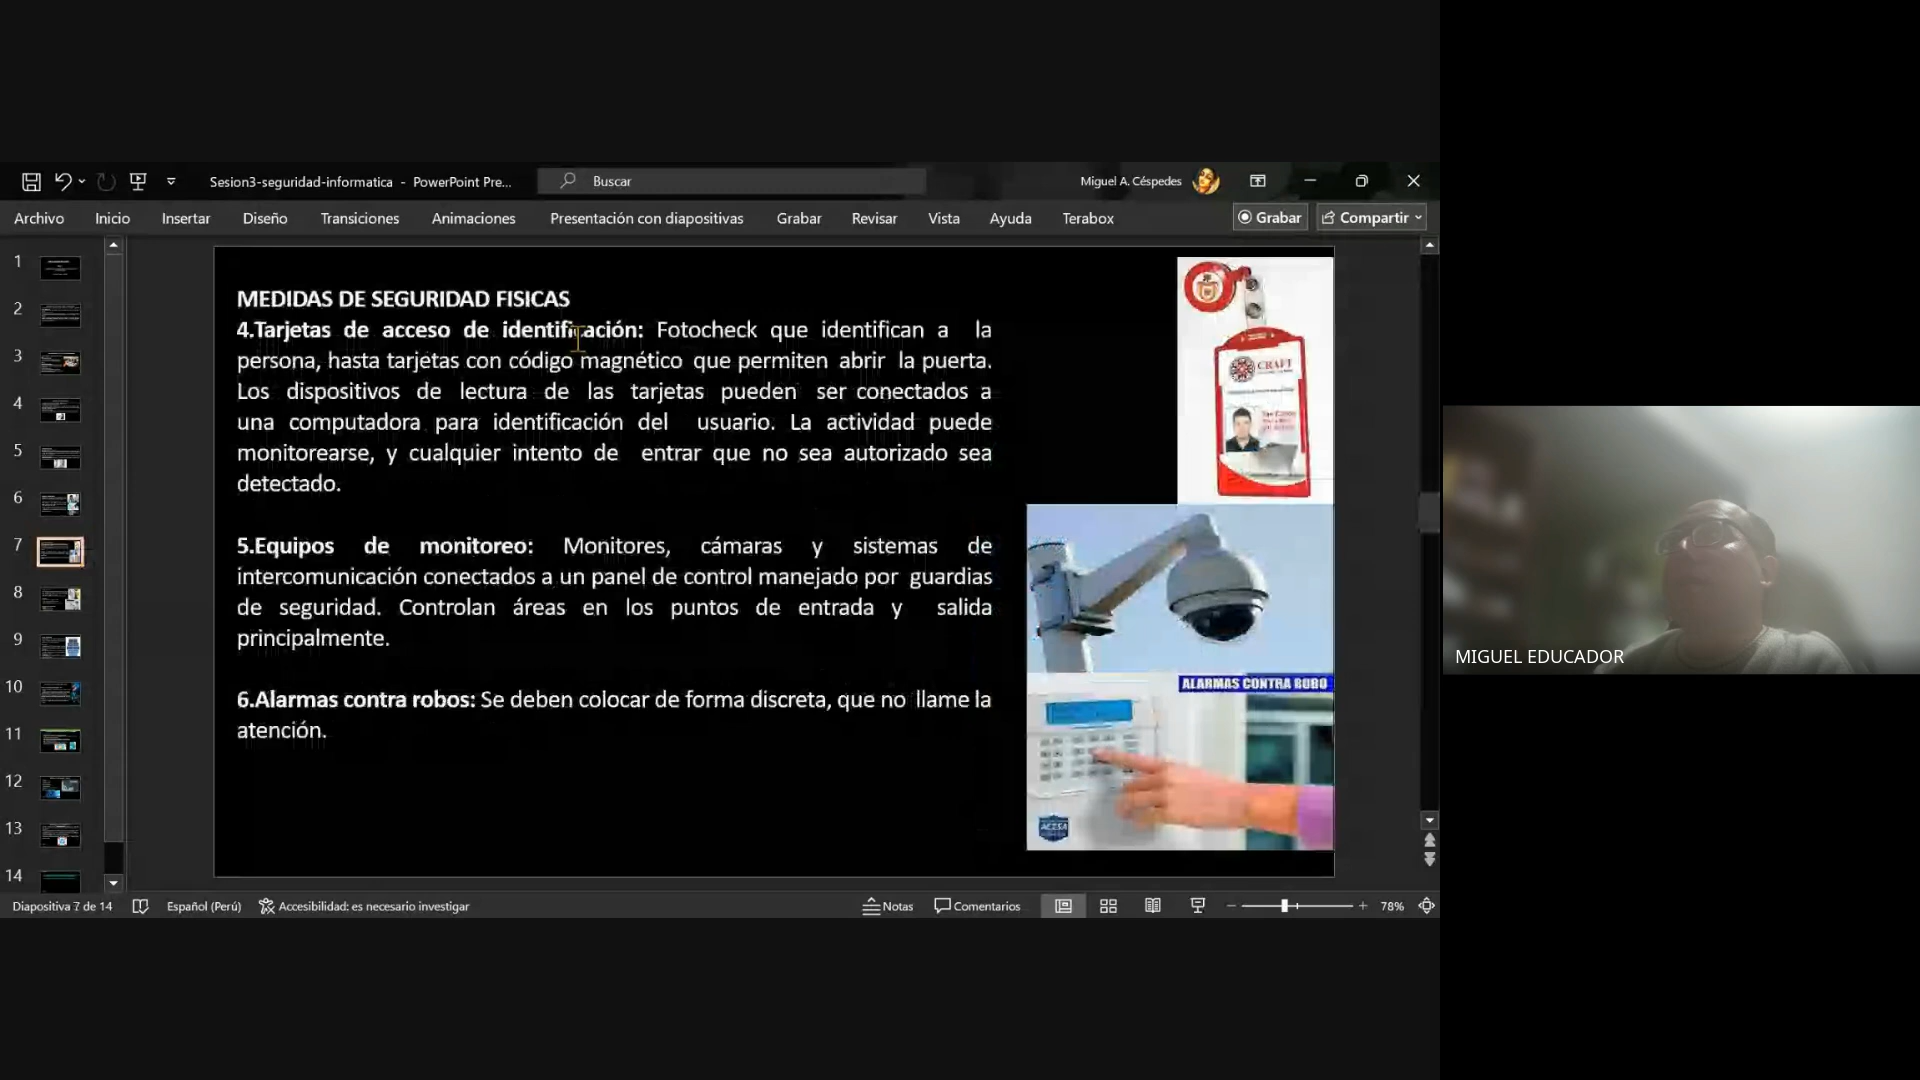 Sesion3-seguridad-informatica - PowerPoint Pre...
Buscar
Miguel A. Céspedes
Archivo Inicio Insertar Diseño Transiciones Animaciones Presentación con diapositivas Grabar Revisar Vista Ayuda Terabox
Grabar
Compartir
1
2
3
4
5
6
7
8
9
10
11
12
13
14
MEDIDAS DE SEGURIDAD FISICAS
4.Tarjetas de acceso de identificación: Fotocheck que identifican a la
persona, hasta tarjetas con código magnético que permiten abrir la puerta.
Los dispositivos de lectura de las tarjetas pueden ser conectados a
una computadora para identificación del usuario. La actividad puede
monitorearse, y cualquier intento de entrar que no sea autorizado sea
detectado.
5.Equipos de monitoreo: Monitores, cámaras y sistemas de
intercomunicación conectados a un panel de control manejado por guardias
de seguridad. Controlan áreas en los puntos de entrada y salida
principalmente.
6.Alarmas contra robos: Se deben colocar de forma discreta, que no llame la
atención.
CRAFT
ALARMAS CONTRA ROBO
ACESA
MIGUEL EDUCADOR
Diapositiva 7 de 14
Español (Perú)
Accesibilidad: es necesario investigar
Notas
Comentarios
78%